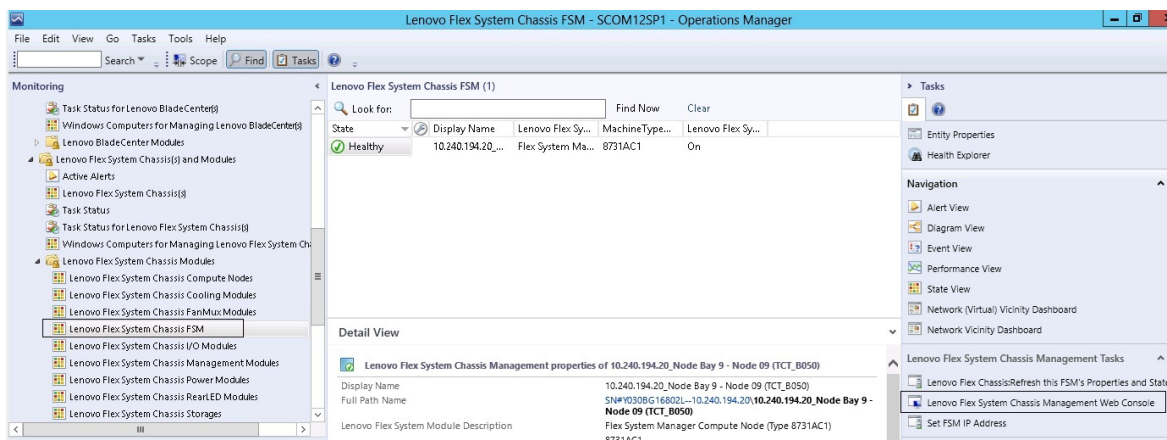 Lenovo Flex System Chassis FSM - SCOM12SP1 - Operations Manager
File Edit View Go Tasks Tools Help
Search Scope Find Tasks
Monitoring
Task Status for Lenovo BladeCenter(s)
Windows Computers for Managing Lenovo BladeCenter(s)
Lenovo BladeCenter Modules
Lenovo Flex System Chassis(s) and Modules
Active Alerts
Lenovo Flex System Chassis(s)
Task Status
Task Status for Lenovo Flex System Chassis(s)
Windows Computers for Managing Lenovo Flex System Ch
Lenovo Flex System Chassis Modules
Lenovo Flex System Chassis Compute Nodes
Lenovo Flex System Chassis Cooling Modules
Lenovo Flex System Chassis FanMux Modules
Lenovo Flex System Chassis FSM
Lenovo Flex System Chassis I/O Modules
Lenovo Flex System Chassis Management Modules
Lenovo Flex System Chassis Power Modules
Lenovo Flex System Chassis RearLED Modules
Lenovo Flex System Chassis Storages
Lenovo Flex System Chassis FSM (1)
Look for: Find Now Clear
State Display Name Lenovo Flex Sy... MachineType... Lenovo Flex Sy...
Healthy 10.240.194.20_... Flex System Ma... 8731AC1 On
Detail View
Lenovo Flex System Chassis Management properties of 10.240.194.20_Node Bay 9 - Node 09 (TCT_B050)
Display Name 10.240.194.20_Node Bay 9 - Node 09 (TCT_B050)
Full Path Name SN#Y030BG16802L--10.240.194.20\10.240.194.20_Node Bay 9 -
Node 09 (TCT_B050)
Lenovo Flex System Module Description Flex System Manager Compute Node (Type 8731AC1)
8731AC1
Tasks
Entity Properties
Health Explorer
Navigation
Alert View
Diagram View
Event View
Performance View
State View
Network (Virtual) Vicinity Dashboard
Network Vicinity Dashboard
Lenovo Flex System Chassis Management Tasks
Lenovo Flex Chassis:Refresh this FSM's Properties and State
Lenovo Flex System Chassis Management Web Console
Set FSM IP Address